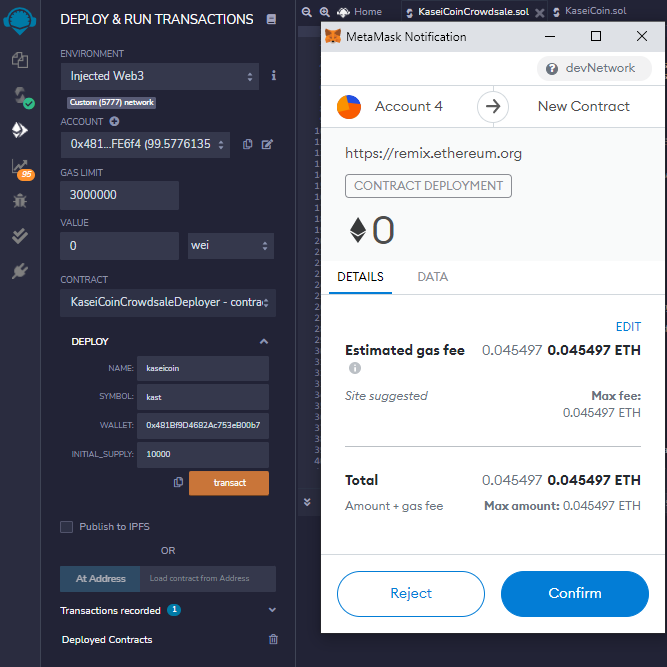 DEPLOY & RUN TRANSACTIONS
ENVIRONMENT
Injected Web3
i
Custom (5777) network
ACCOUNT
0x481...FE6f4 (99.5776135
GAS LIMIT
3000000
VALUE
0
wei
CONTRACT
KaseiCoinCrowdsaleDeployer - contra
DEPLOY
NAME:
kaseicoin
SYMBOL:
kast
WALLET:
0x481Bf9D4682Ac753eB00b7
INITIAL_SUPPLY:
10000
transact
Publish to IPFS
OR
At Address
Load contract from Address
Transactions recorded 1
Deployed Contracts
95
Home
KaseiCoinCrowdsale.sol
KaseiCoin.sol
MetaMask Notification
devNetwork
Account 4
New Contract
https://remix.ethereum.org
CONTRACT DEPLOYMENT
0
DETAILS
DATA
EDIT
Estimated gas fee
0.045497 0.045497 ETH
Site suggested
Max fee:
0.045497 ETH
Total
0.045497 0.045497 ETH
Amount + gas fee
Max amount: 0.045497 ETH
Reject
Confirm